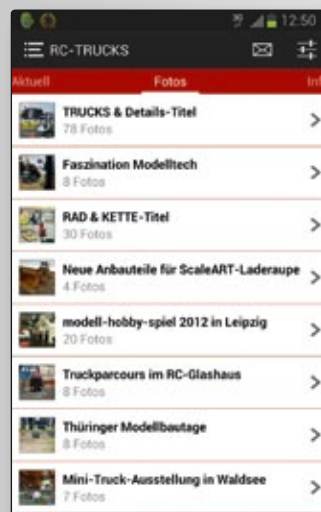 12:50
RC-TRUCKS
Aktuell Fotos Inf
TRUCKS & Details-Titel
78 Fotos
Faszination Modelltech
8 Fotos
RAD & KETTE-Titel
30 Fotos
Neue Anbauteile für ScaleART-Laderaupe
4 Fotos
modell-hobby-spiel 2012 in Leipzig
20 Fotos
Truckparcours im RC-Glashaus
8 Fotos
Thüringer Modellbautage
8 Fotos
Mini-Truck-Ausstellung in Waldsee
7 Fotos